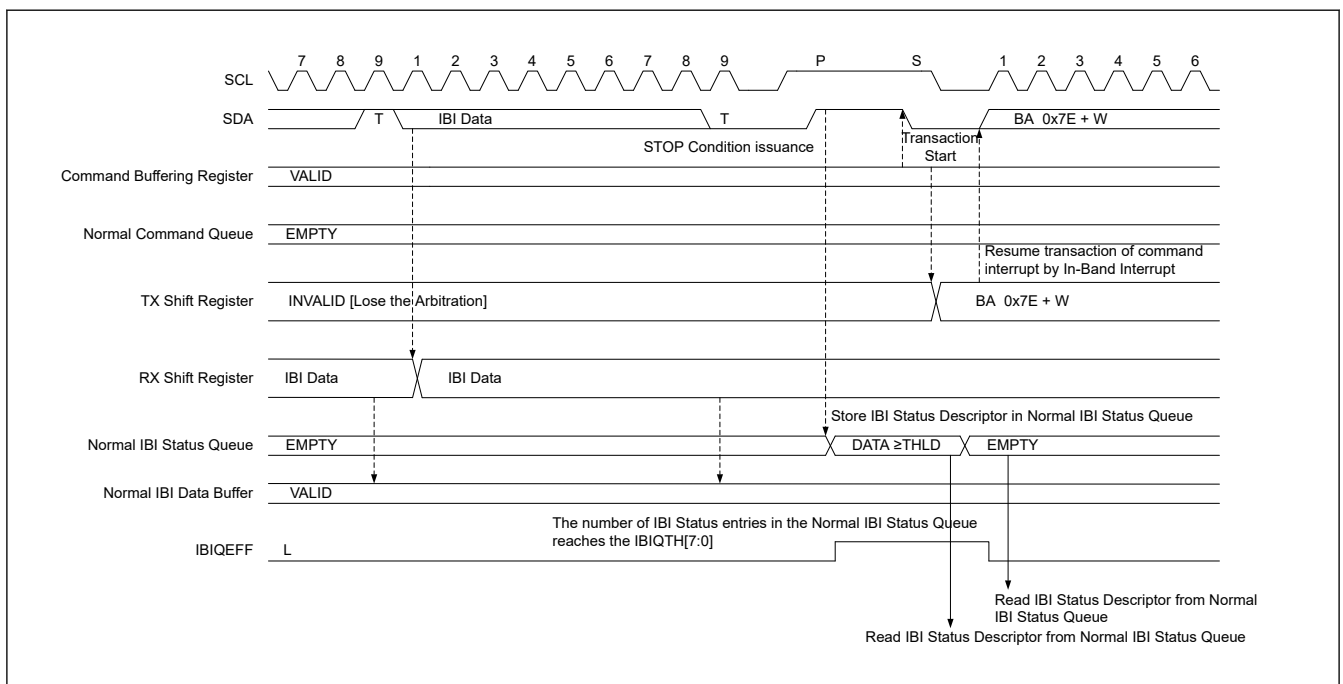 7 8 9 1 2 3 4 5 6 7 8 9 P S 1 2 3 4 5 6
SCL
SDA T IBI Data T BA 0x7E + W
STOP Condition issuance
Transaction
Start
Command Buffering Register VALID
Normal Command Queue EMPTY
Resume transaction of command
interrupt by In-Band Interrupt
TX Shift Register INVALID [Lose the Arbitration] BA 0x7E + W
RX Shift Register IBI Data IBI Data
Store IBI Status Descriptor in Normal IBI Status Queue
Normal IBI Status Queue EMPTY DATA ≥THLD EMPTY
Normal IBI Data Buffer VALID
The number of IBI Status entries in the Normal IBI Status Queue
reaches the IBIQTH[7:0]
IBIQEFF L
Read IBI Status Descriptor from Normal
IBI Status Queue
Read IBI Status Descriptor from Normal IBI Status Queue